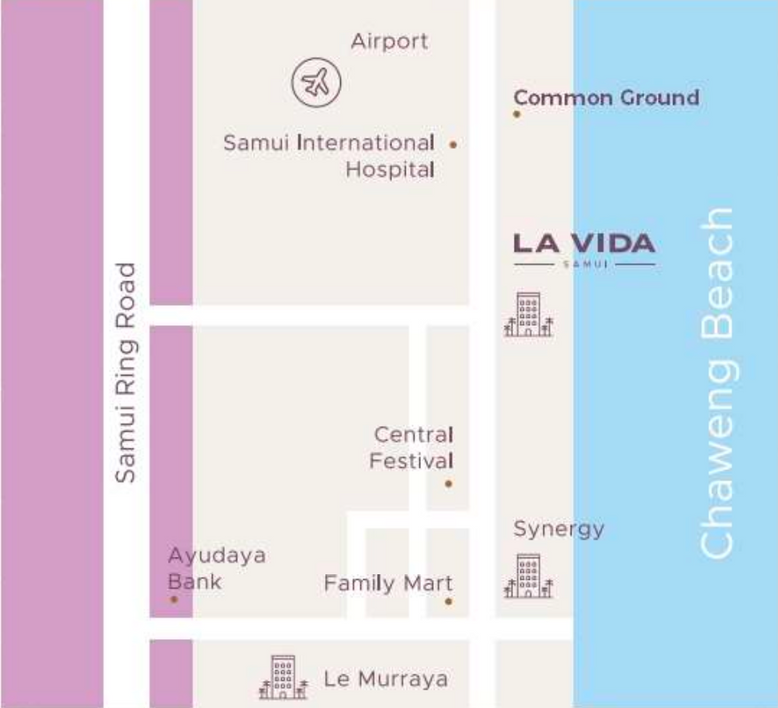 Airport
Common Ground
Samui International
Hospital
LA VIDA
SAMUI
Chaweng Beach
Samui Ring Road
Central
Festival
Synergy
Ayudaya
Bank
Family Mart
Le Murraya